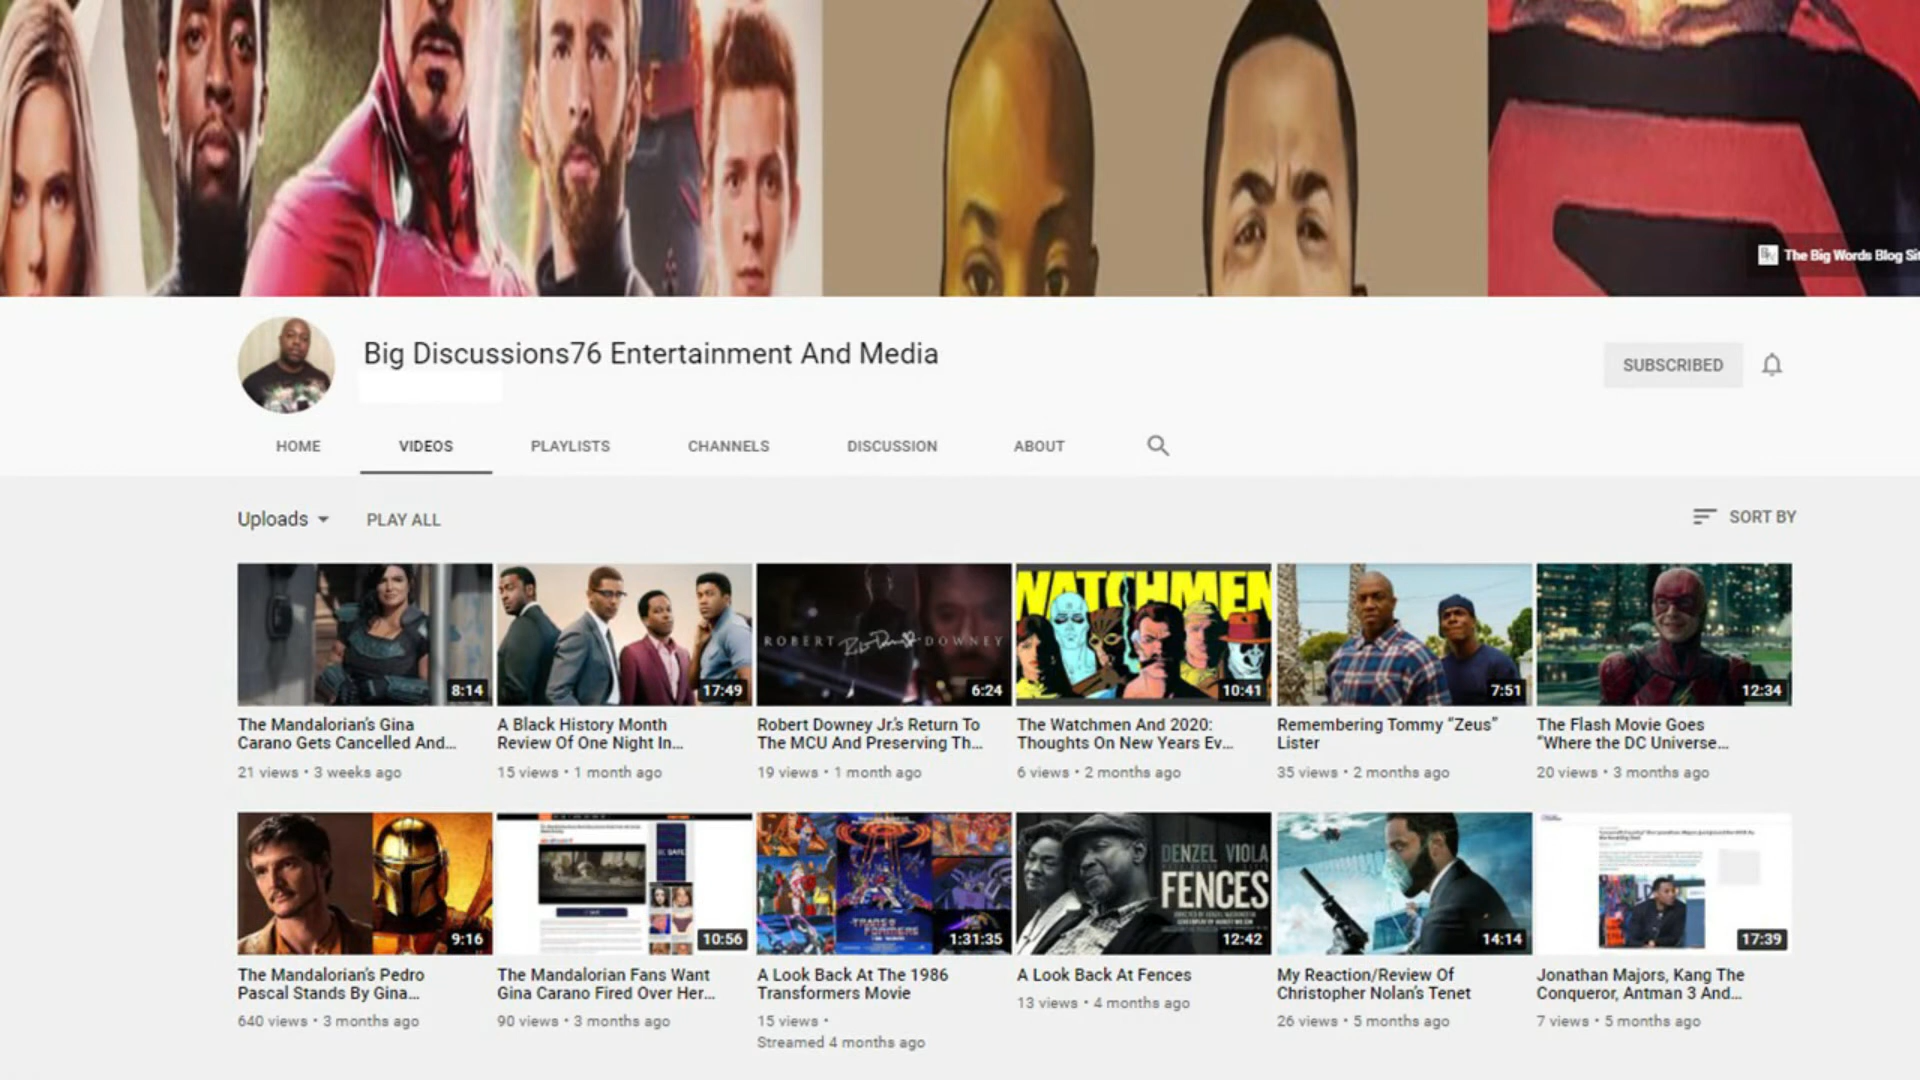 The Big Words Blog Sit
Big Discussions76 Entertainment And Media
SUBSCRIBED
HOME
VIDEOS
PLAYLISTS
CHANNELS
DISCUSSION
ABOUT
Uploads
PLAY ALL
SORT BY
8:14
17:49
ROBERT DOWNEY
6:24
WATCHMEN
10:41
7:51
12:34
The Mandalorian's Gina
Carano Gets Cancelled And...
21 views • 3 weeks ago
A Black History Month
Review Of One Night In...
15 views • 1 month ago
Robert Downey Jr.'s Return To
The MCU And Preserving Th...
19 views • 1 month ago
The Watchmen And 2020:
Thoughts On New Years Ev...
6 views • 2 months ago
Remembering Tommy “Zeus”
Lister
35 views • 2 months ago
The Flash Movie Goes
“Where the DC Universe...
20 views • 3 months ago
9:16
10:56
1:31:35
DENZEL VIOLA
FENCES
12:42
14:14
17:39
The Mandalorian's Pedro
Pascal Stands By Gina...
640 views • 3 months ago
The Mandalorian Fans Want
Gina Carano Fired Over Her...
90 views • 3 months ago
A Look Back At The 1986
Transformers Movie
15 views •
Streamed 4 months ago
A Look Back At Fences
13 views • 4 months ago
My Reaction/Review Of
Christopher Nolan's Tenet
26 views • 5 months ago
Jonathan Majors, Kang The
Conqueror, Antman 3 And...
7 views • 5 months ago